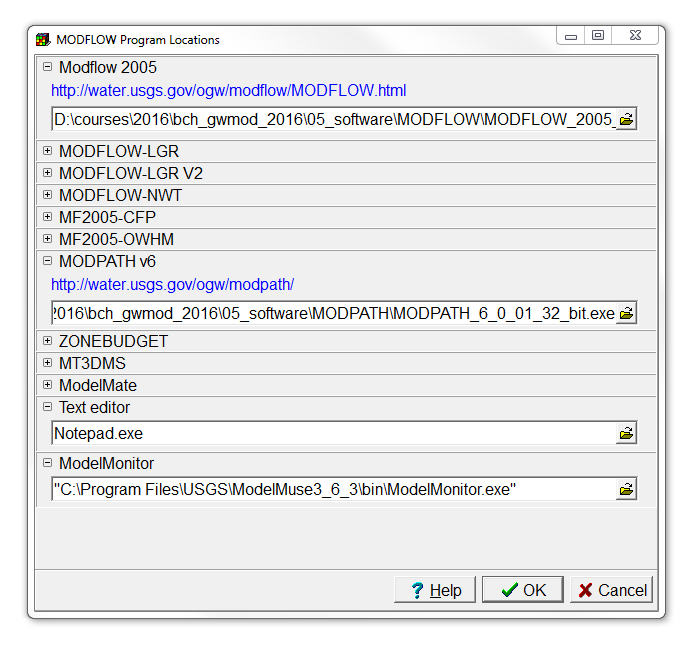 MODFLOW Program Locations
Modflow 2005
http://water.usgs.gov/ogw/modflow/MODFLOW.html
D:\courses\2016\bch_gwmod_2016\05_software\MODFLOW\MODFLOW_2005_
MODFLOW-LGR
MODFLOW-LGR V2
MODFLOW-NWT
MF2005-CFP
MF2005-OWHM
MODPATH v6
http://water.usgs.gov/ogw/modpath/
2016\bch_gwmod_2016\05_software\MODPATH\MODPATH_6_0_01_32_bit.exe
ZONEBUDGET
MT3DMS
ModelMate
Text editor
Notepad.exe
ModelMonitor
"C:\Program Files\USGS\ModelMuse3_6_3\bin\ModelMonitor.exe"
? Help OK Cancel